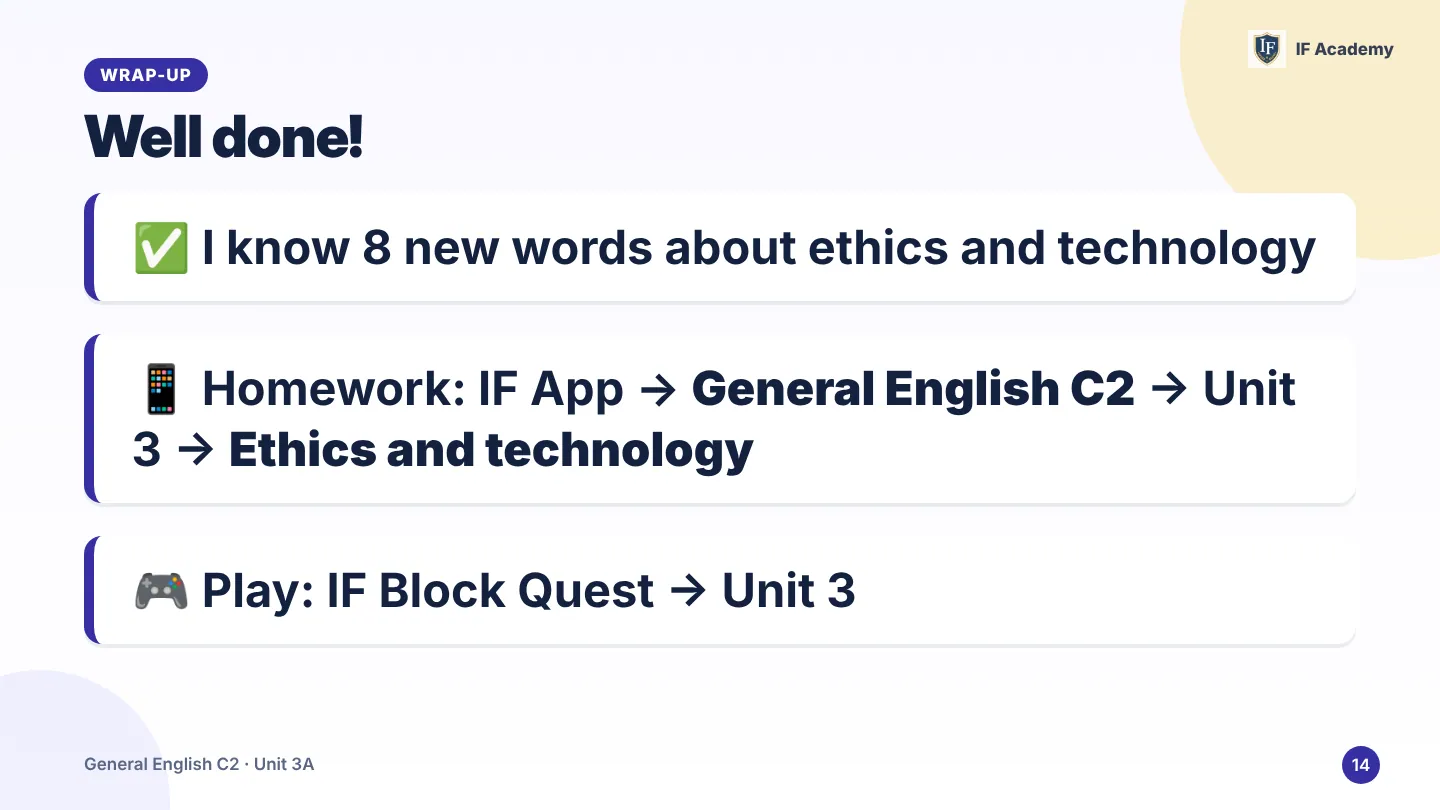 IF Academy
WRAP-UP
Well done!
✅ I know 8 new words about ethics and technology
📱 Homework: IF App → General English C2 → Unit
3 → Ethics and technology
🎮 Play: IF Block Quest → Unit 3
General English C2 · Unit 3A
14